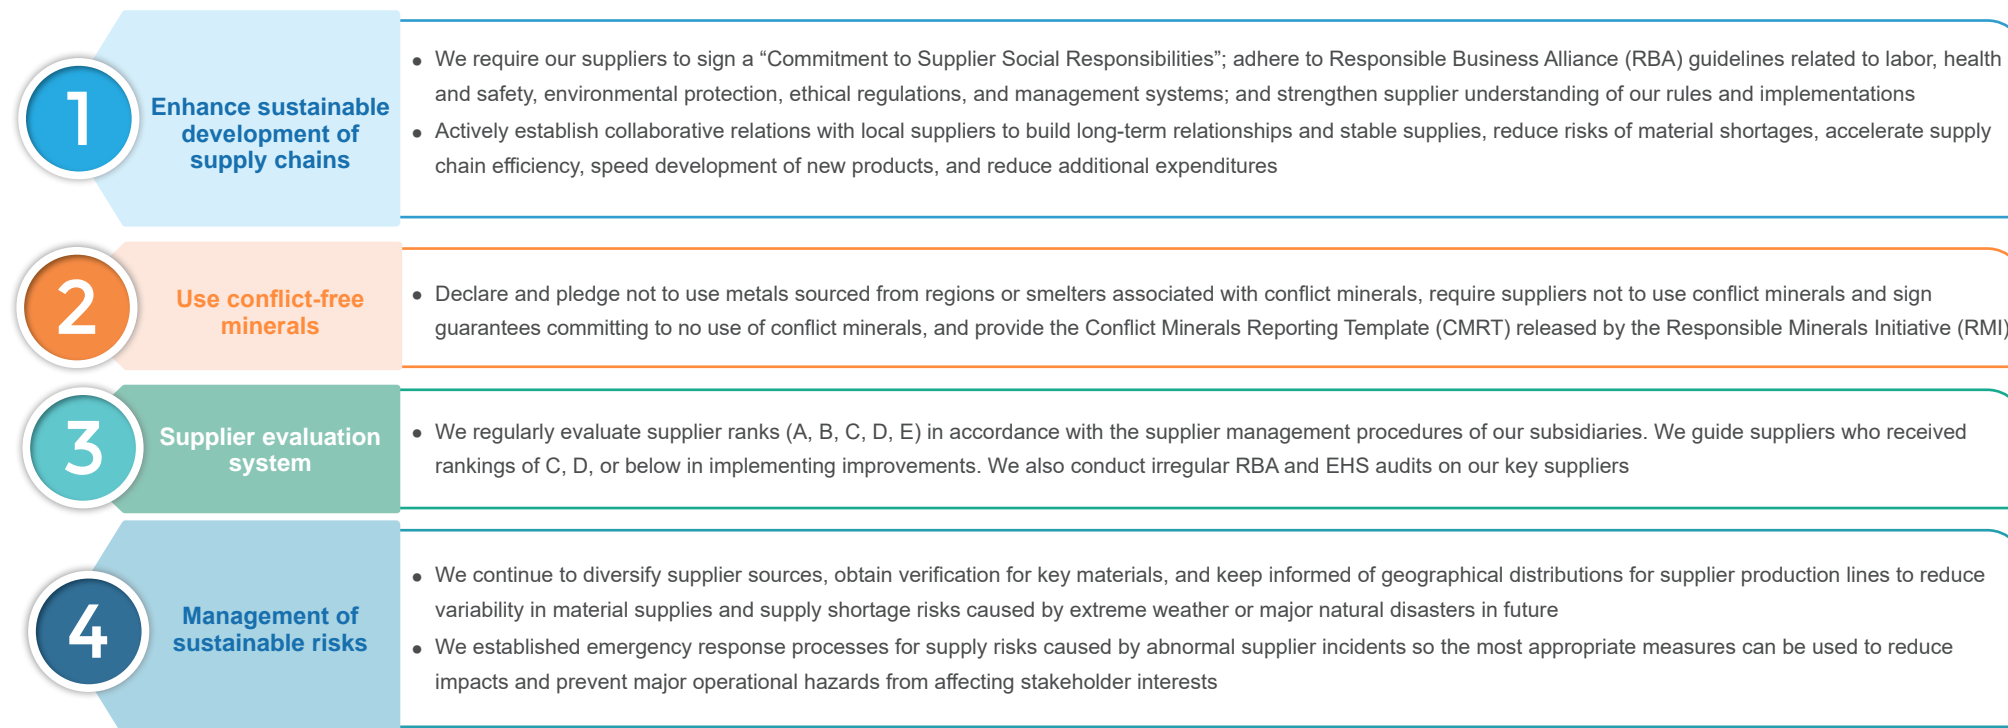 1
Enhance sustainable
development of
supply chains
• We require our suppliers to sign a “Commitment to Supplier Social Responsibilities”; adhere to Responsible Business Alliance (RBA) guidelines related to labor, health
and safety, environmental protection, ethical regulations, and management systems; and strengthen supplier understanding of our rules and implementations
• Actively establish collaborative relations with local suppliers to build long-term relationships and stable supplies, reduce risks of material shortages, accelerate supply
chain efficiency, speed development of new products, and reduce additional expenditures
2
Use conflict-free
minerals
• Declare and pledge not to use metals sourced from regions or smelters associated with conflict minerals, require suppliers not to use conflict minerals and sign
guarantees committing to no use of conflict minerals, and provide the Conflict Minerals Reporting Template (CMRT) released by the Responsible Minerals Initiative (RMI)
3
Supplier evaluation
system
• We regularly evaluate supplier ranks (A, B, C, D, E) in accordance with the supplier management procedures of our subsidiaries. We guide suppliers who received
rankings of C, D, or below in implementing improvements. We also conduct irregular RBA and EHS audits on our key suppliers
4
Management of
sustainable risks
• We continue to diversify supplier sources, obtain verification for key materials, and keep informed of geographical distributions for supplier production lines to reduce
variability in material supplies and supply shortage risks caused by extreme weather or major natural disasters in future
• We established emergency response processes for supply risks caused by abnormal supplier incidents so the most appropriate measures can be used to reduce
impacts and prevent major operational hazards from affecting stakeholder interests